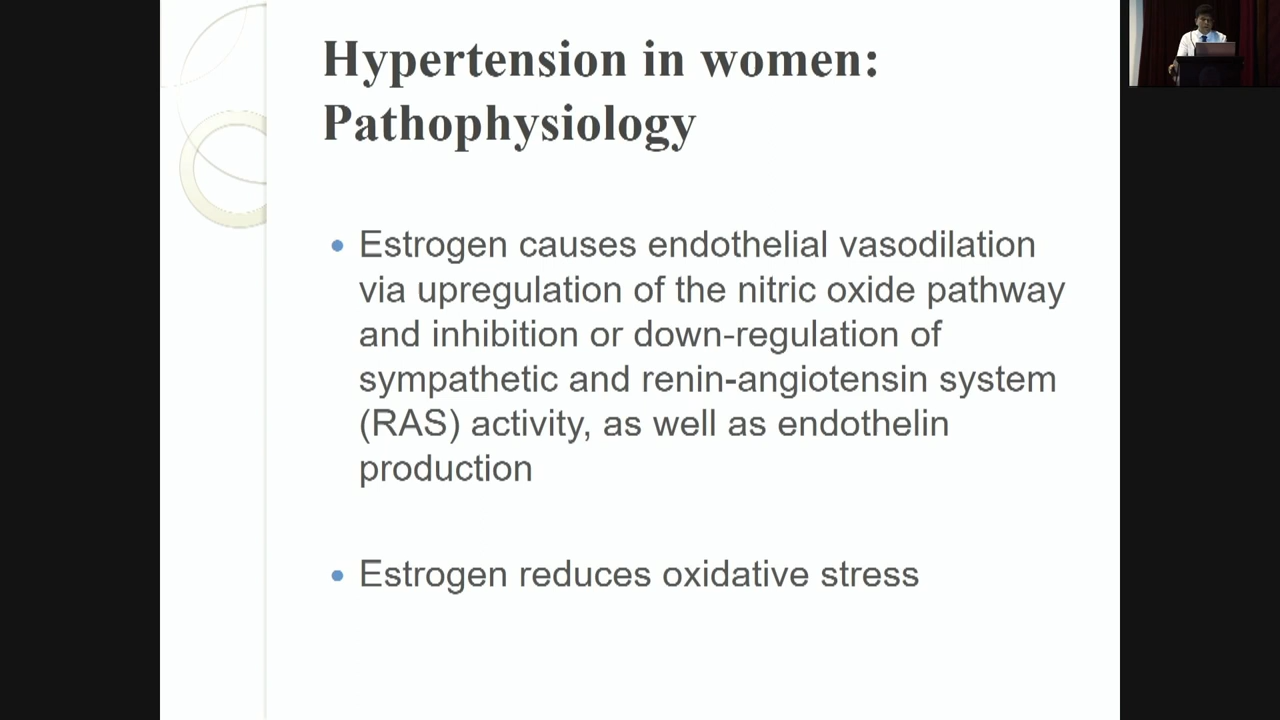 Hypertension in women:
Pathophysiology
• Estrogen causes endothelial vasodilation
via upregulation of the nitric oxide pathway
and inhibition or down-regulation of
sympathetic and renin-angiotensin system
(RAS) activity, as well as endothelin
production
• Estrogen reduces oxidative stress